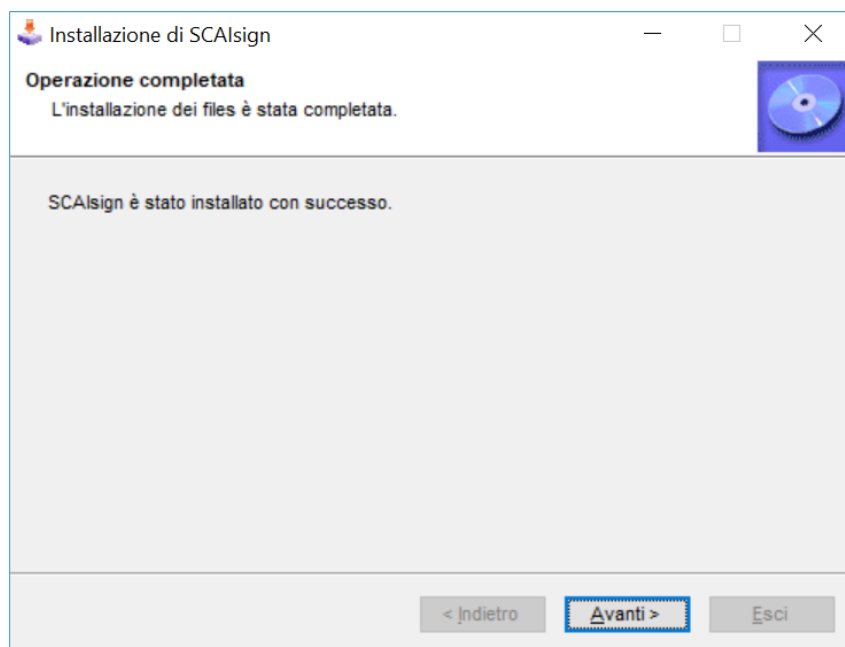 Installazione di SCAIsign
Operazione completata
L'installazione dei files è stata completata.
SCAIsign è stato installato con successo.
< Indietro
Avanti >
Esci